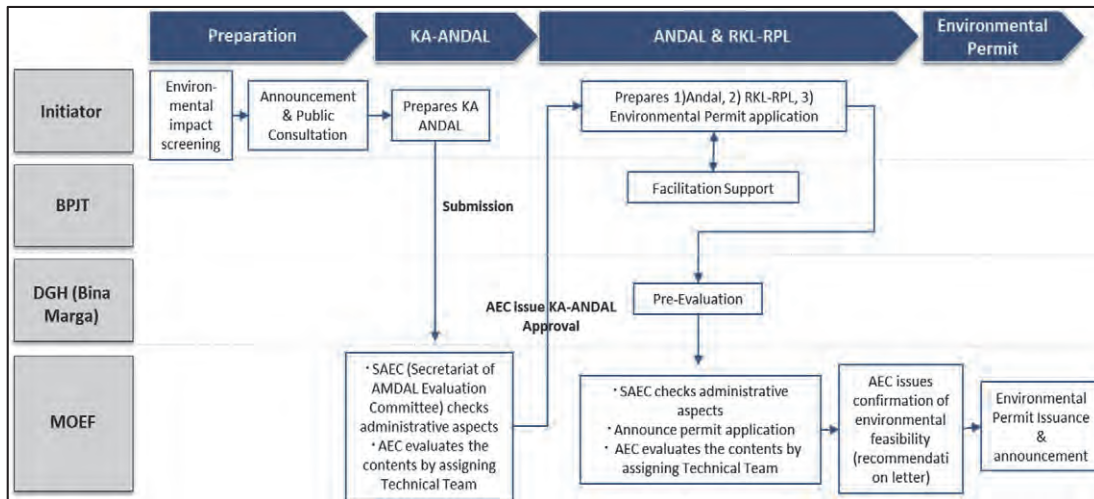 Preparation
KA-ANDAL
ANDAL & RKL-RPL
Environmental
Permit
Initiator
Environ-
mental
impact
screening
Announcement
& Public
Consultation
Prepares KA
ANDAL
Prepares 1)Andal, 2) RKL-RPL, 3)
Environmental Permit application
BPJT
Submission
Facilitation Support
DGH (Bina
Marga)
AEC issue KA-ANDAL
Approval
Pre-Evaluation
MOEF
・SAEC (Secretariat of
AMDAL Evaluation
Committee) checks
administrative aspects
・AEC evaluates the
contents by assigning
Technical Team
・SAEC checks administrative
aspects
・Announce permit application
・AEC evaluates the contents
by assigning Technical Team
AEC issues
confirmation of
environmental
feasibility
(recommendati
on letter)
Environmental
Permit Issuance
&
announcement